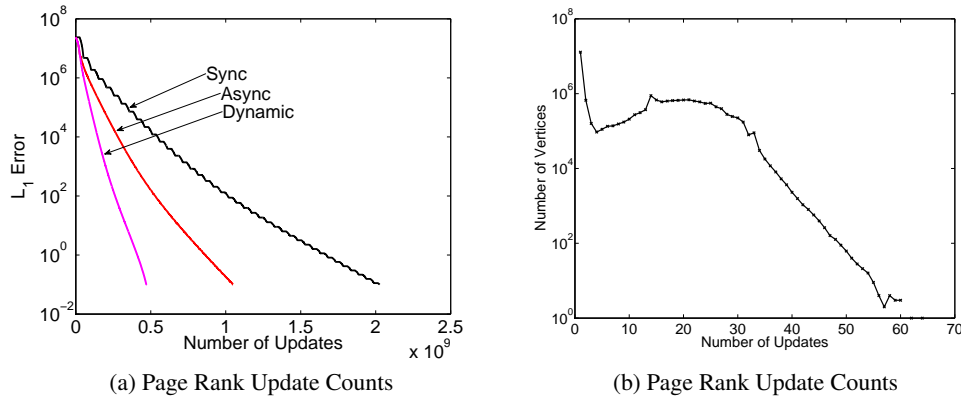 10^8
10^6
10^4
10^2
10^0
10^−2
L_1 Error
Sync
Async
Dynamic
0 0.5 1 1.5 2 2.5
Number of Updates
x 10^9
(a) Page Rank Update Counts
10^8
10^6
10^4
10^2
10^0
Number of Vertices
0 10 20 30 40 50 60 70
Number of Updates
(b) Page Rank Update Counts